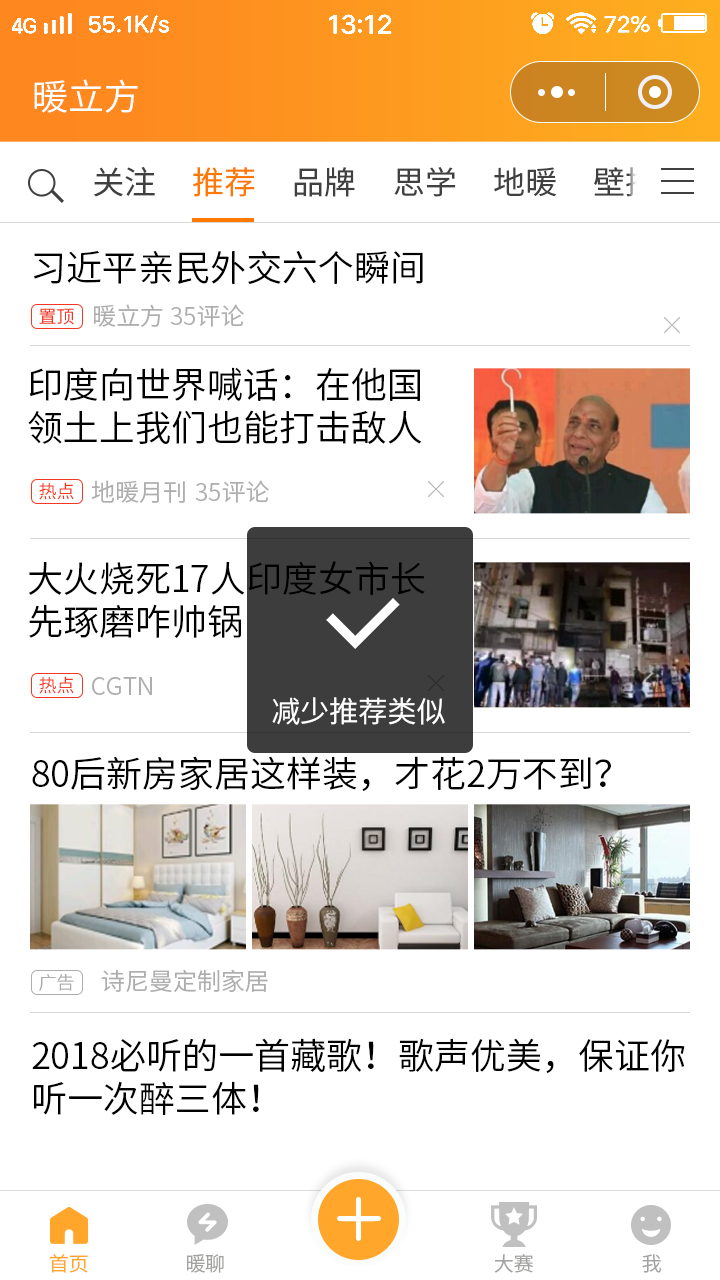 4G 55.1K/s 13:12 72%
暖立方
关注 推荐 品牌 思学 地暖 壁挂
习近平亲民外交六个瞬间
置顶 暖立方 35评论
印度向世界喊话：在他国
领土上我们也能打击敌人
热点 地暖月刊 35评论
大火烧死17人印度女市长
先琢磨咋帅锅
热点 CGTN
减少推荐类似
80后新房家居这样装，才花2万不到？
广告 诗尼曼定制家居
2018必听的一首藏歌！歌声优美，保证你
听一次醉三体！
首页 暖聊 大赛 我